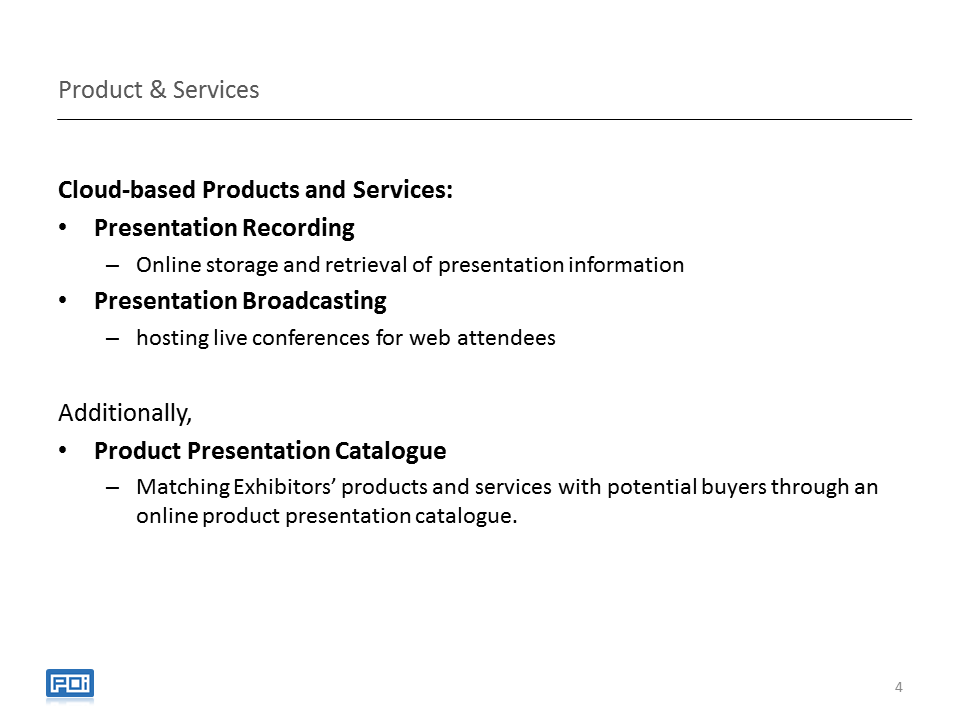 Product & Services
Cloud-based Products and Services:
• Presentation Recording
– Online storage and retrieval of presentation information
• Presentation Broadcasting
– hosting live conferences for web attendees
Additionally,
• Product Presentation Catalogue
– Matching Exhibitors’ products and services with potential buyers through an
online product presentation catalogue.
POi
4